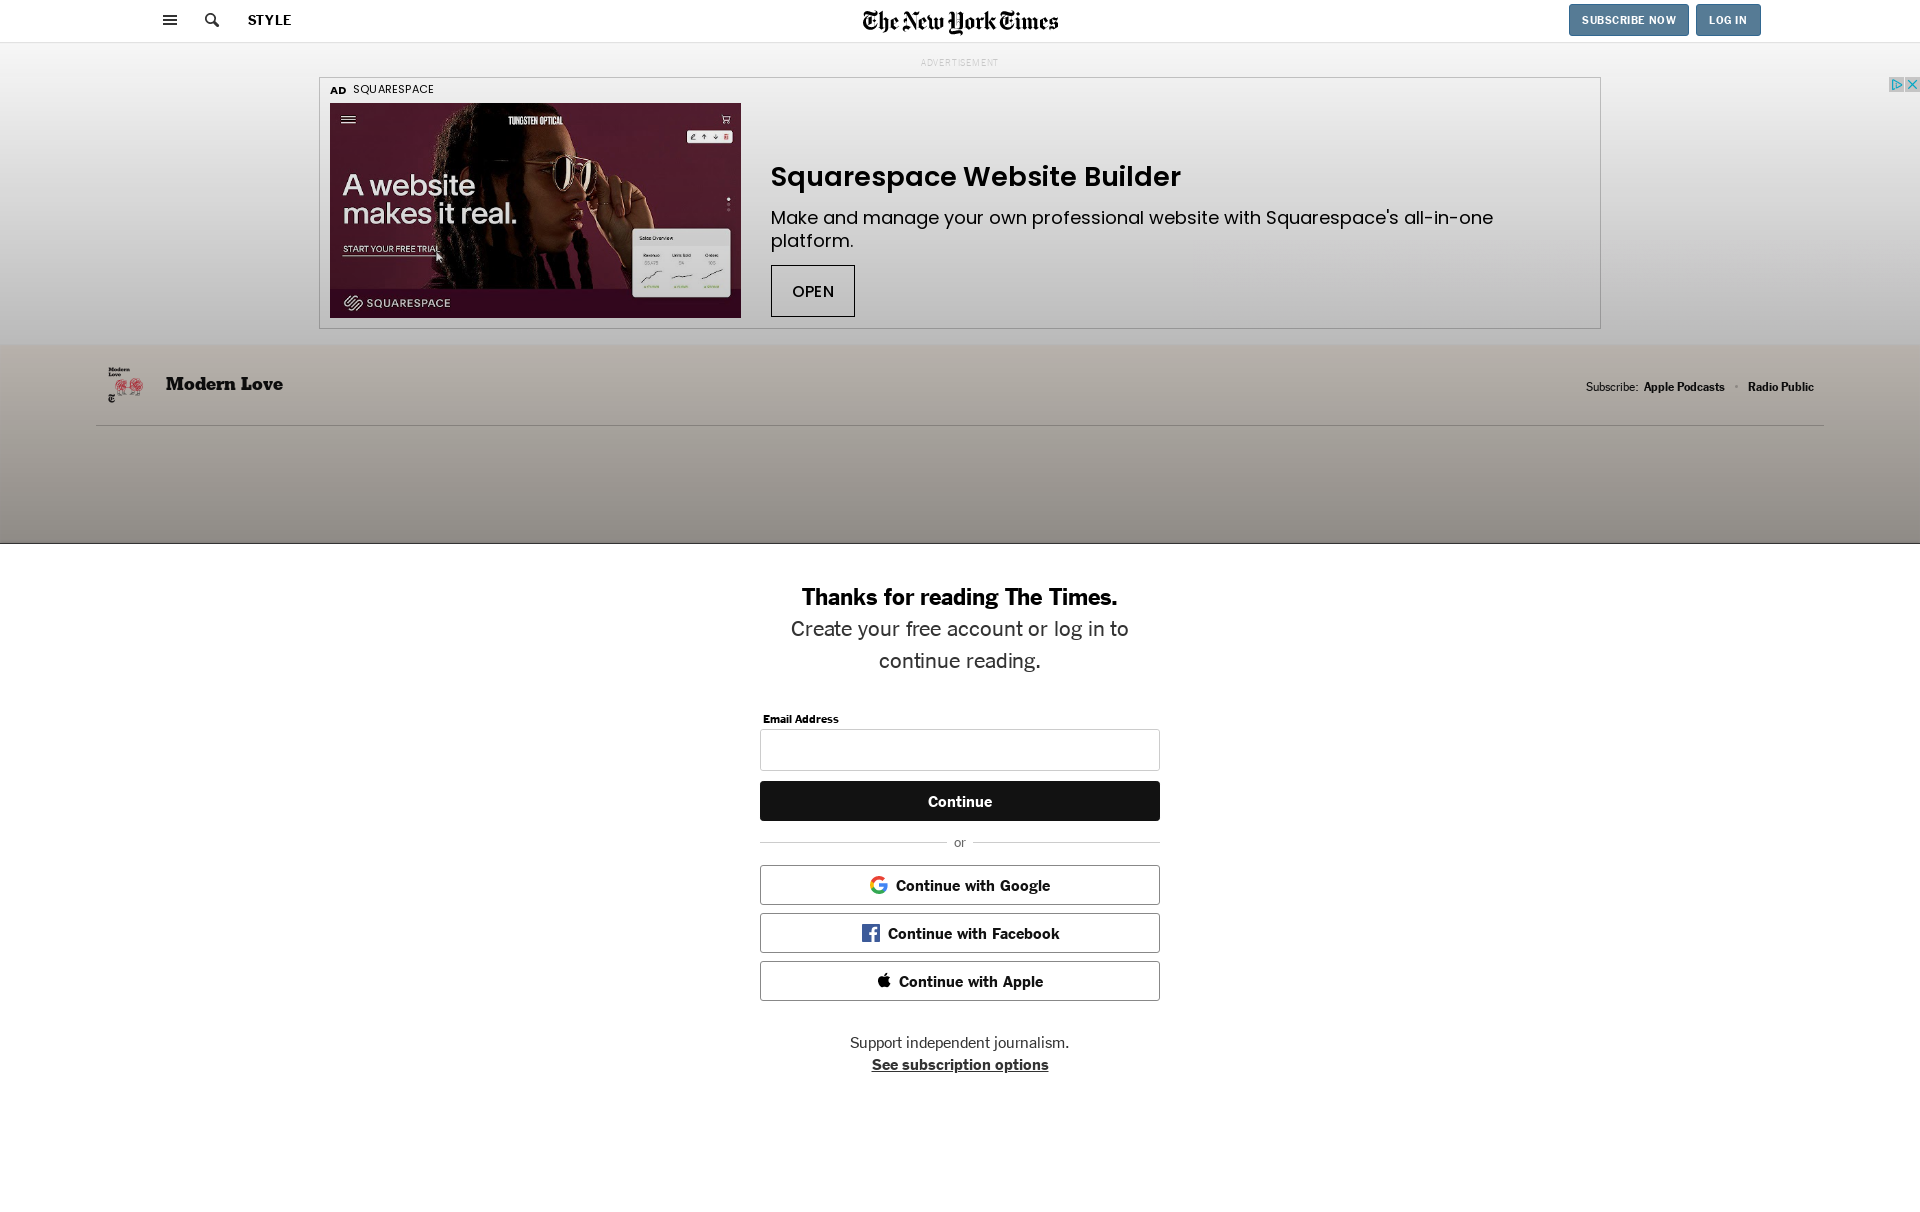 STYLE
The New York Times
SUBSCRIBE NOW
LOG IN
ADVERTISEMENT
AD SQUARESPACE
TUNGSTEN OPTICAL
A website
makes it real.
START YOUR FREE TRIAL
Sales Overview
Revenue Units Sold Orders
SQUARESPACE
Squarespace Website Builder
Make and manage your own professional website with Squarespace's all-in-one
platform.
OPEN
Modern
Love
Modern Love
Subscribe: Apple Podcasts • Radio Public
Thanks for reading The Times.
Create your free account or log in to
continue reading.
Email Address
Continue
or
Continue with Google
Continue with Facebook
Continue with Apple
Support independent journalism.
See subscription options